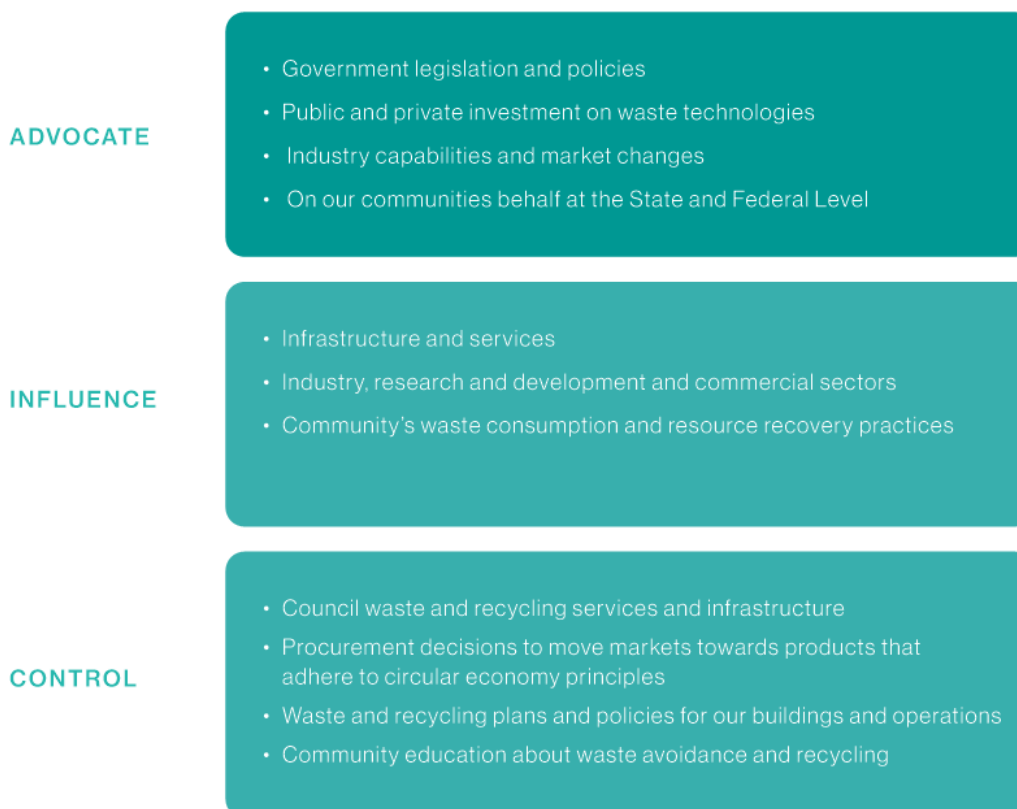 ADVOCATE
• Government legislation and policies
• Public and private investment on waste technologies
• Industry capabilities and market changes
• On our communities behalf at the State and Federal Level
INFLUENCE
• Infrastructure and services
• Industry, research and development and commercial sectors
• Community’s waste consumption and resource recovery practices
CONTROL
• Council waste and recycling services and infrastructure
• Procurement decisions to move markets towards products that
adhere to circular economy principles
• Waste and recycling plans and policies for our buildings and operations
• Community education about waste avoidance and recycling